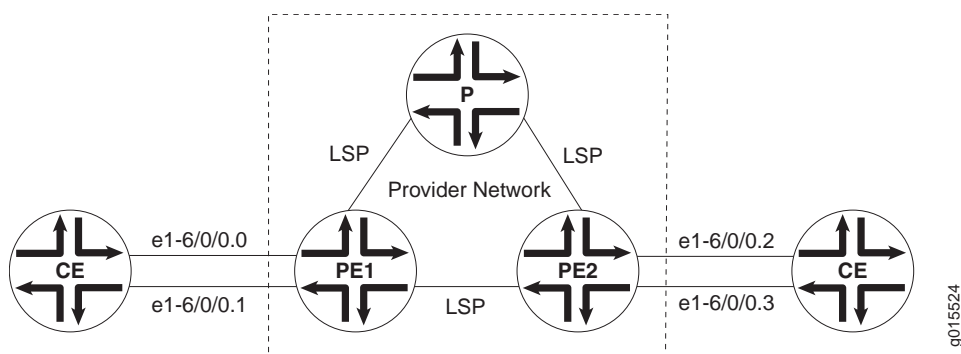 P
LSP
LSP
Provider Network
e1-6/0/0.0
e1-6/0/0.2
CE
PE1
PE2
CE
e1-6/0/0.1
LSP
e1-6/0/0.3
g015524